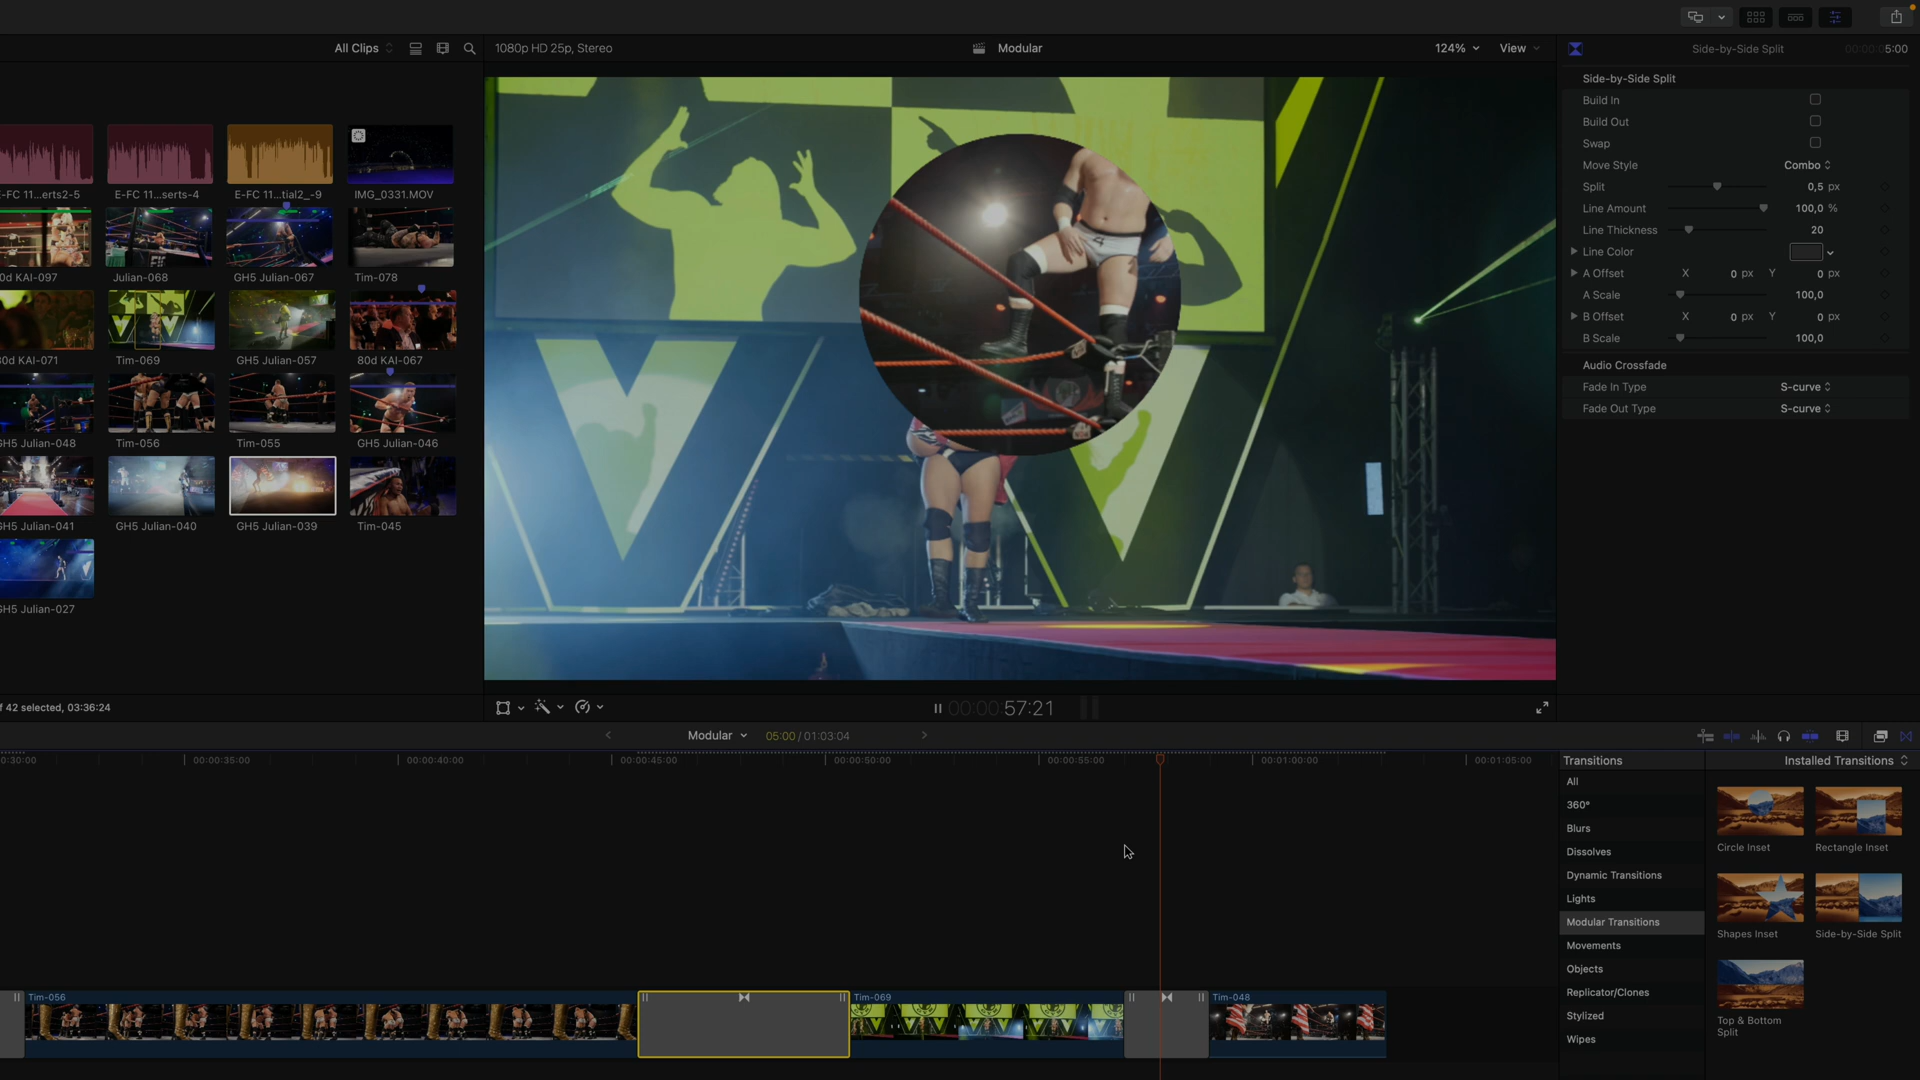 All Clips
1080p HD 25p, Stereo
Modular
124%
View
Side-by-Side Split
00:00:05:00
Side-by-Side Split
Build In
Build Out
Swap
Move Style Combo
Split 0,5 px
Line Amount 100,0 %
Line Thickness 20
Line Color
A Offset X 0 px Y 0 px
A Scale 100,0
B Offset X 0 px Y 0 px
B Scale 100,0
Audio Crossfade
Fade In Type S-curve
Fade Out Type S-curve
E-FC 11...erts2-5
E-FC 11...serts-4
E-FC 11...tial2_-9
IMG_0331.MOV
0d KAI-097
Julian-068
GH5 Julian-067
Tim-078
80d KAI-071
Tim-069
GH5 Julian-057
80d KAI-067
GH5 Julian-048
Tim-056
Tim-055
GH5 Julian-046
GH5 Julian-041
GH5 Julian-040
GH5 Julian-039
Tim-045
GH5 Julian-027
f 42 selected, 03:36:24
00:00:57:21
Modular
05:00 / 01:03:04
0:30:00
00:00:35:00
00:00:40:00
00:00:45:00
00:00:50:00
00:00:55:00
00:01:00:00
00:01:05:00
Transitions
Installed Transitions
All
360°
Blurs
Dissolves
Dynamic Transitions
Lights
Modular Transitions
Movements
Objects
Replicator/Clones
Stylized
Wipes
Circle Inset
Rectangle Inset
Shapes Inset
Side-by-Side Split
Top & Bottom
Split
Tim-056
Tim-069
Tim-048